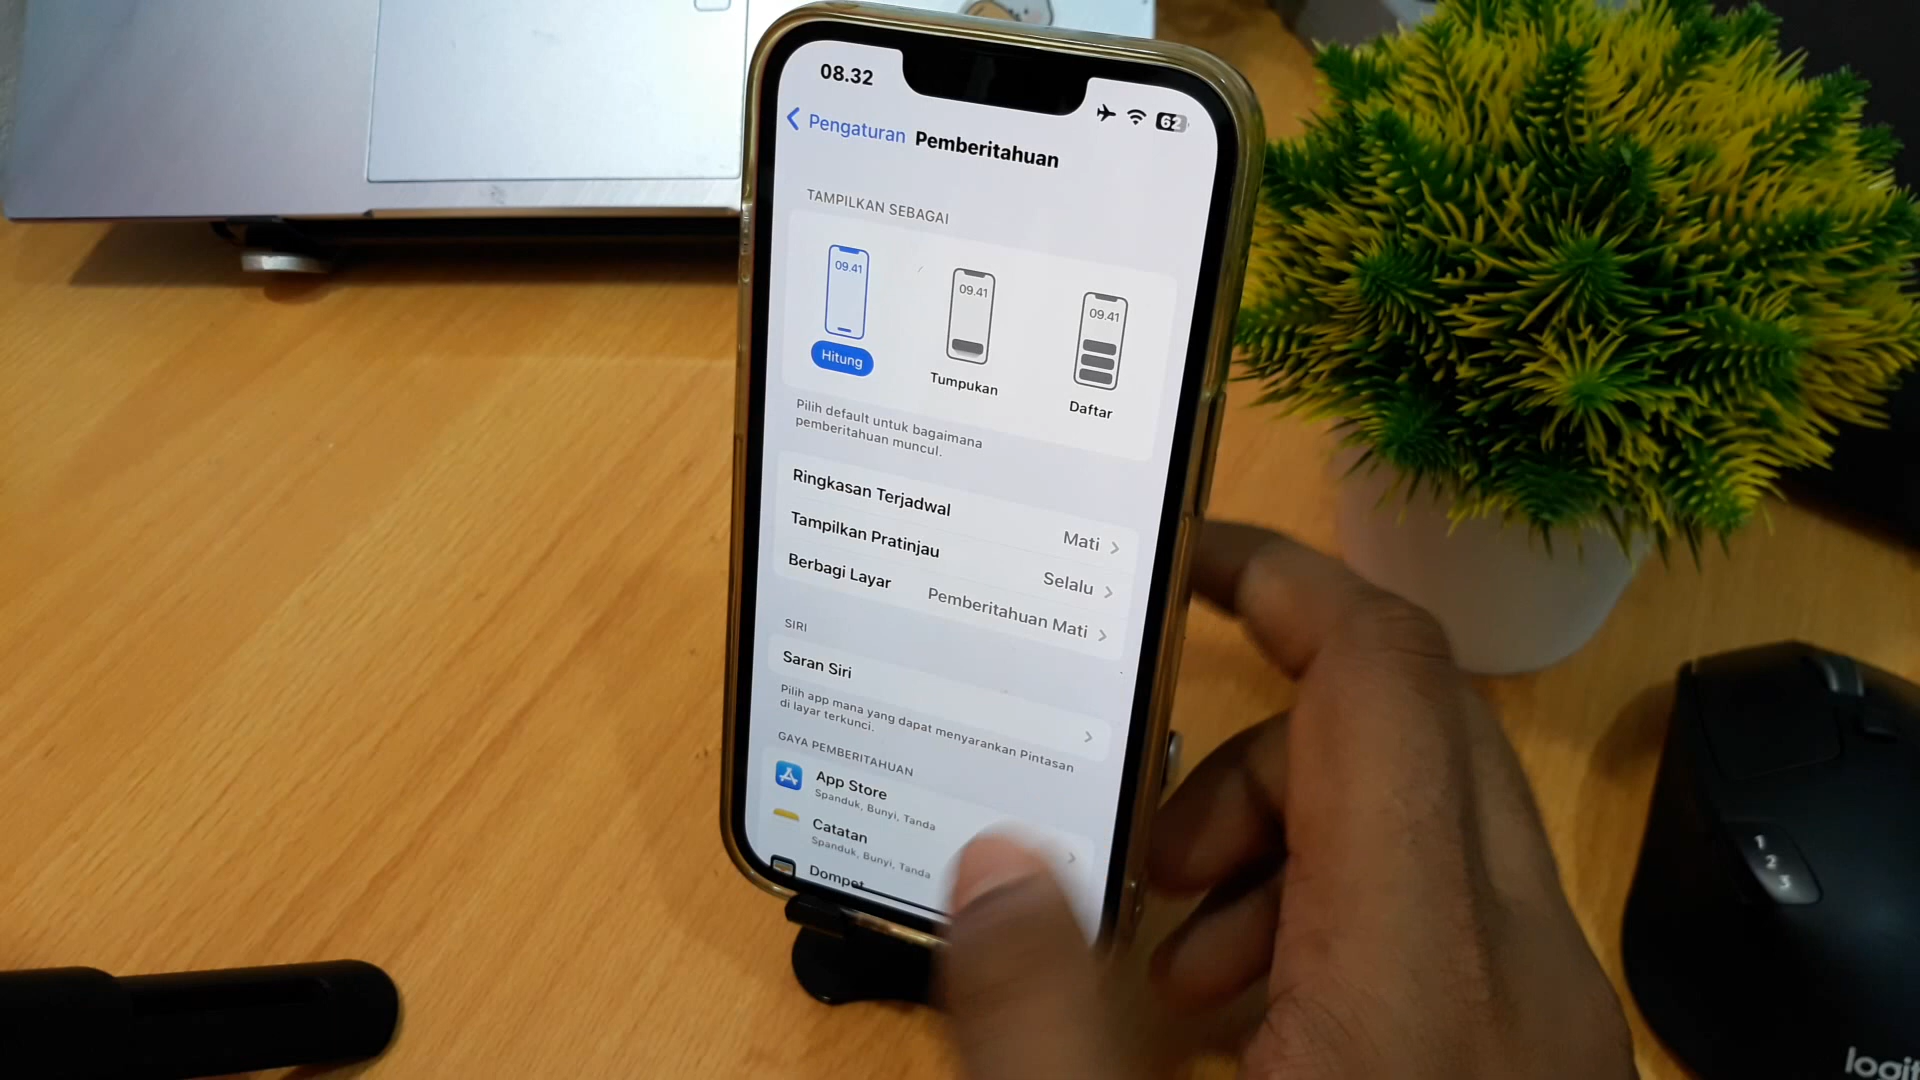 08.32
62
Pengaturan Pemberitahuan
TAMPILKAN SEBAGAI
09.41
09.41
09.41
Hitung
Tumpukan
Daftar
Pilih default untuk bagaimana
pemberitahuan muncul.
Ringkasan Terjadwal Mati
Tampilkan Pratinjau Selalu
Berbagi Layar Pemberitahuan Mati
SIRI
Saran Siri
Pilih app mana yang dapat menyarankan Pintasan
di layar terkunci.
GAYA PEMBERITAHUAN
App Store
Spanduk, Bunyi, Tanda
Catatan
Spanduk, Bunyi, Tanda
Dompet
1
2
3
logit